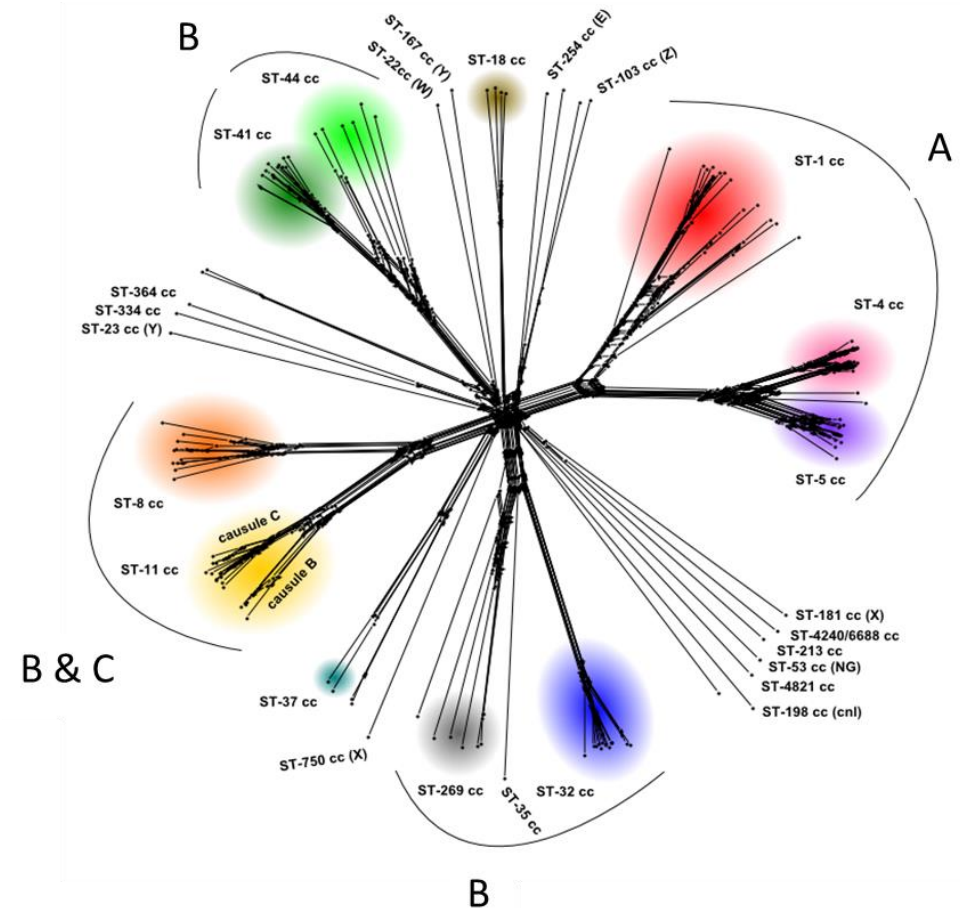 B
ST-167 cc (Y)
ST-22cc (W)
ST-18 cc
ST-254 cc (E)
ST-103 cc (Z)
ST-44 cc
ST-41 cc
A
ST-1 cc
ST-4 cc
ST-5 cc
ST-364 cc
ST-334 cc
ST-23 cc (Y)
ST-8 cc
causule C
ST-11 cc
causule B
B & C
ST-37 cc
ST-750 cc (X)
ST-269 cc
ST-35 cc
ST-32 cc
B
ST-181 cc (X)
ST-4240/6688 cc
ST-213 cc
ST-53 cc (NG)
ST-4821 cc
ST-198 cc (cnl)